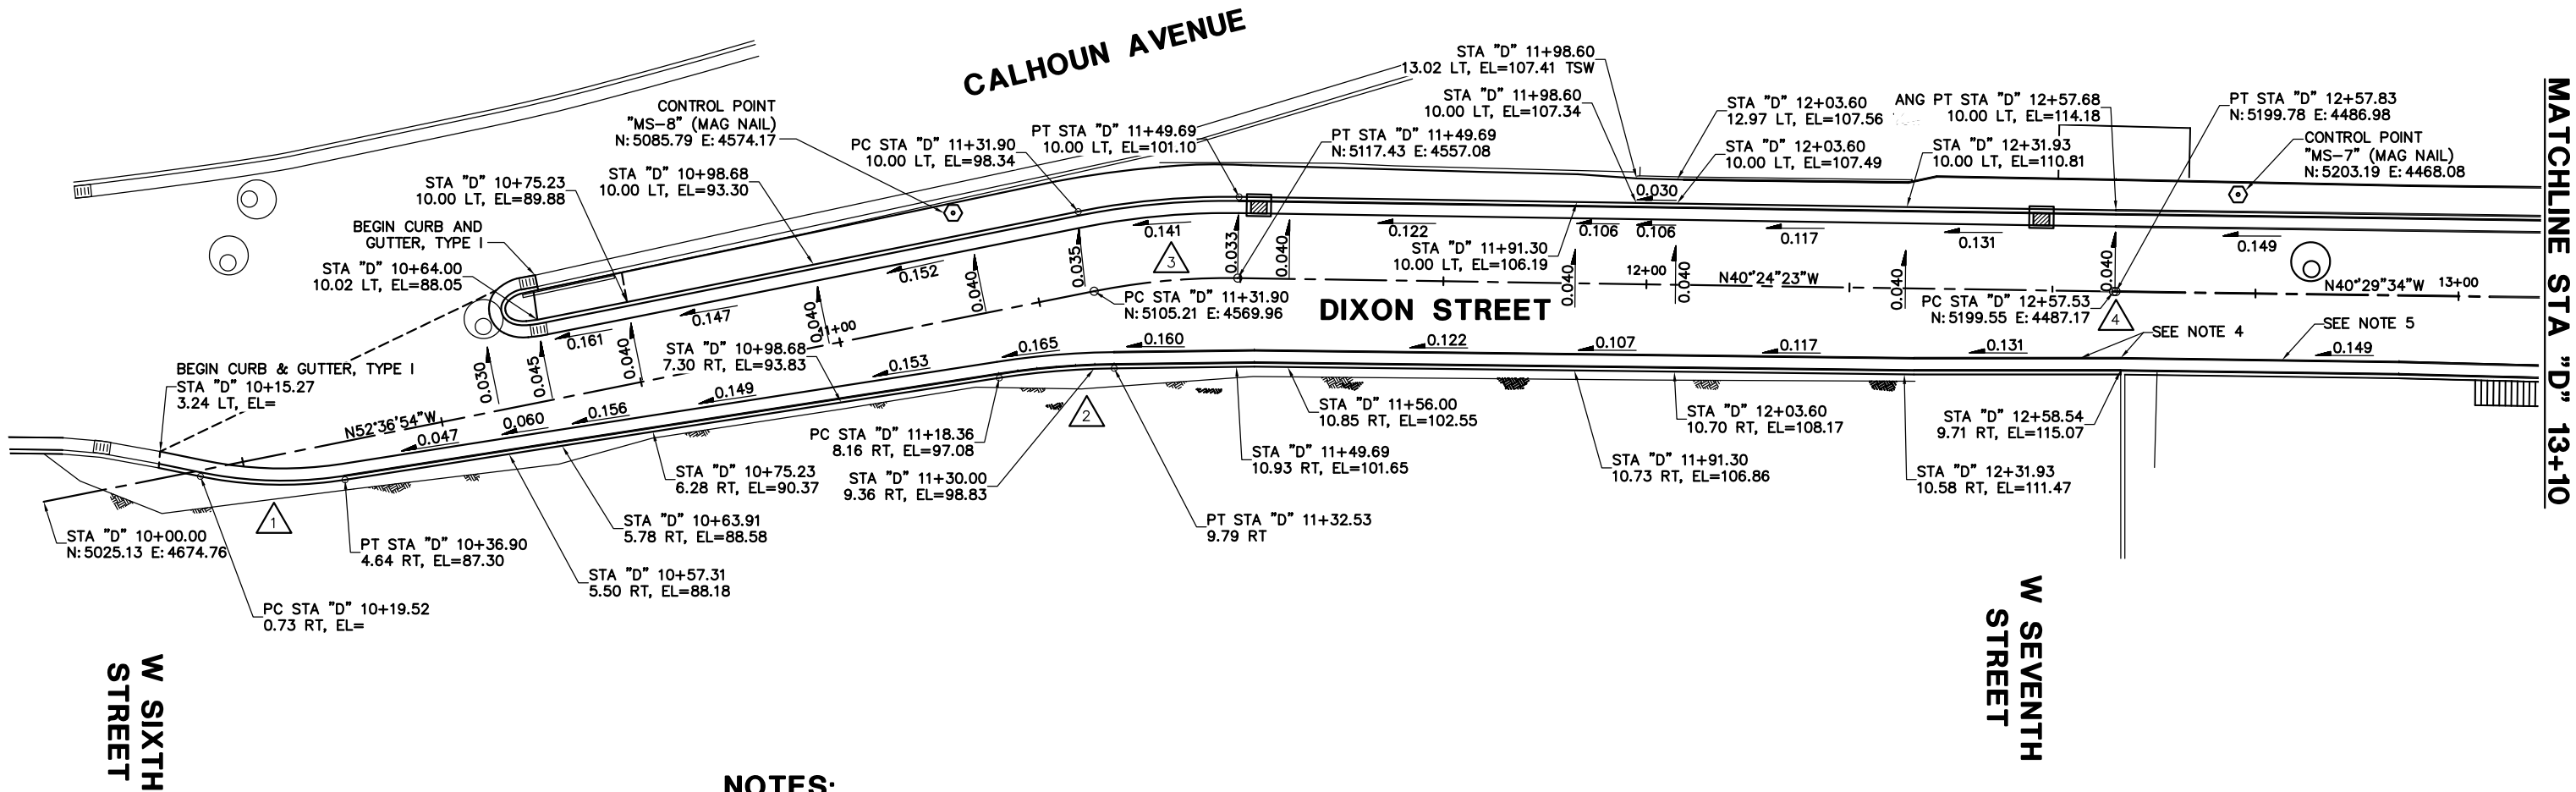 CALHOUN AVENUE
CONTROL POINT
"MS-8" (MAG NAIL)
N: 5085.79 E: 4574.17
PC STA "D" 11+31.90
10.00 LT, EL=98.34
PT STA "D" 11+49.69
10.00 LT, EL=101.10
STA "D" 11+98.60
13.02 LT, EL=107.41 TSW
STA "D" 11+98.60
10.00 LT, EL=107.34
PT STA "D" 11+49.69
N: 5117.43 E: 4557.08
STA "D" 12+03.60
12.97 LT, EL=107.56
STA "D" 12+03.60
10.00 LT, EL=107.49
ANG PT STA "D" 12+57.68
10.00 LT, EL=114.18
STA "D" 12+31.93
10.00 LT, EL=110.81
PT STA "D" 12+57.83
N: 5199.78 E: 4486.98
CONTROL POINT
"MS-7" (MAG NAIL)
N: 5203.19 E: 4468.08
MATCHLINE STA "D" 13+10
STA "D" 10+98.68
10.00 LT, EL=93.30
STA "D" 10+75.23
10.00 LT, EL=89.88
BEGIN CURB AND
GUTTER, TYPE I
STA "D" 10+64.00
10.02 LT, EL=88.05
0.030
0.141
0.122
0.106
0.106
0.117
0.131
0.149
STA "D" 11+91.30
10.00 LT, EL=106.19
0.152
0.147
0.161
3
0.030
0.045
0.040
0.040
0.040
0.035
0.033
0.040
0.040
0.040
0.040
0.040
11+00
12+00
N40°24'23"W
N40°29'34"W
13+00
PC STA "D" 11+31.90
N: 5105.21 E: 4569.96
DIXON STREET
PC STA "D" 12+57.53
N: 5199.55 E: 4487.17
4
SEE NOTE 4
SEE NOTE 5
BEGIN CURB & GUTTER, TYPE I
STA "D" 10+15.27
3.24 LT, EL=
N52°36'54"W
0.047
0.060
0.156
0.149
0.153
0.165
0.160
0.122
0.107
0.117
0.131
0.149
STA "D" 10+98.68
7.30 RT, EL=93.83
PC STA "D" 11+18.36
8.16 RT, EL=97.08
STA "D" 11+30.00
9.36 RT, EL=98.83
2
STA "D" 11+56.00
10.85 RT, EL=102.55
STA "D" 11+49.69
10.93 RT, EL=101.65
STA "D" 11+91.30
10.73 RT, EL=106.86
STA "D" 12+03.60
10.70 RT, EL=108.17
STA "D" 12+58.54
9.71 RT, EL=115.07
STA "D" 12+31.93
10.58 RT, EL=111.47
STA "D" 10+75.23
6.28 RT, EL=90.37
STA "D" 10+63.91
5.78 RT, EL=88.58
STA "D" 10+57.31
5.50 RT, EL=88.18
PT STA "D" 11+32.53
9.79 RT
1
STA "D" 10+00.00
N: 5025.13 E: 4674.76
PT STA "D" 10+36.90
4.64 RT, EL=87.30
PC STA "D" 10+19.52
0.73 RT, EL=
W SIXTH
STREET
W SEVENTH
STREET
NOTES: